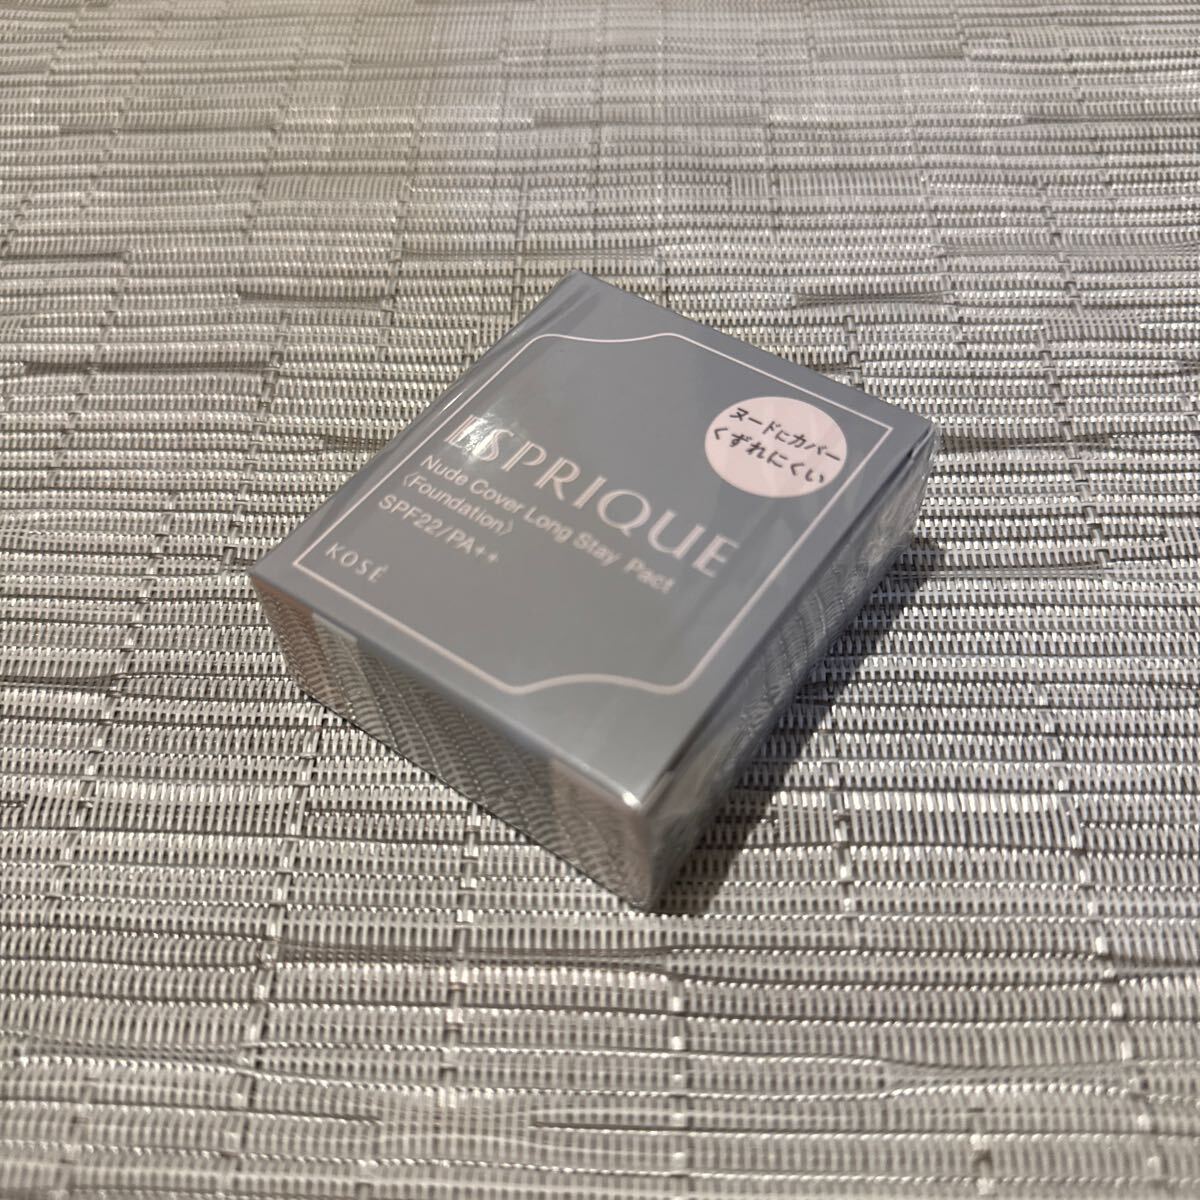 ヌードにカバー
くずれにくい
ESPRIQUE
Nude Cover Long Stay Pact
〈Foundation〉
SPF22/PA++
KOSÉ